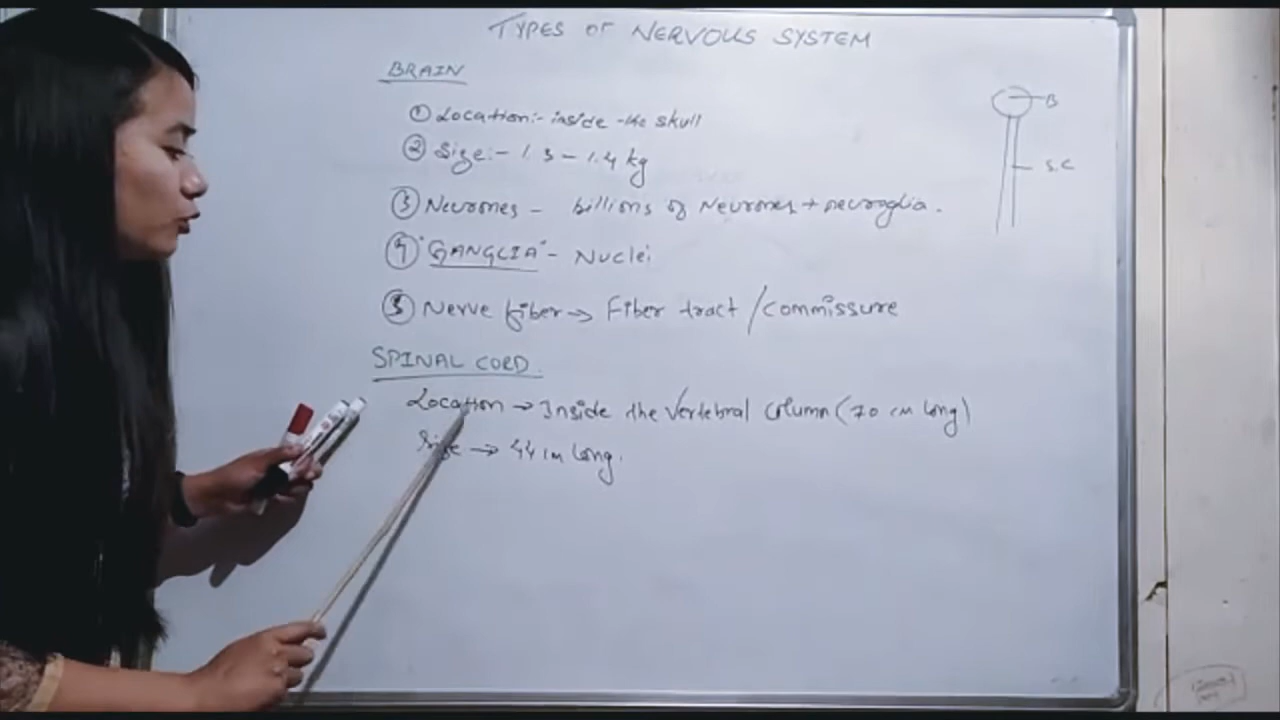 TYPES OF NERVOUS SYSTEM
BRAIN
① Location:- inside the skull
② Size:- 1.3 - 1.4 kg
③ Neurones - billions of Neurones + neuroglia.
④ "GANGLIA" - Nuclei
⑤ Nerve fiber → Fiber tract / commissure
SPINAL CORD
Location → Inside the Vertebral column (70 cm long)
Size → 44 cm long.
B
S.C